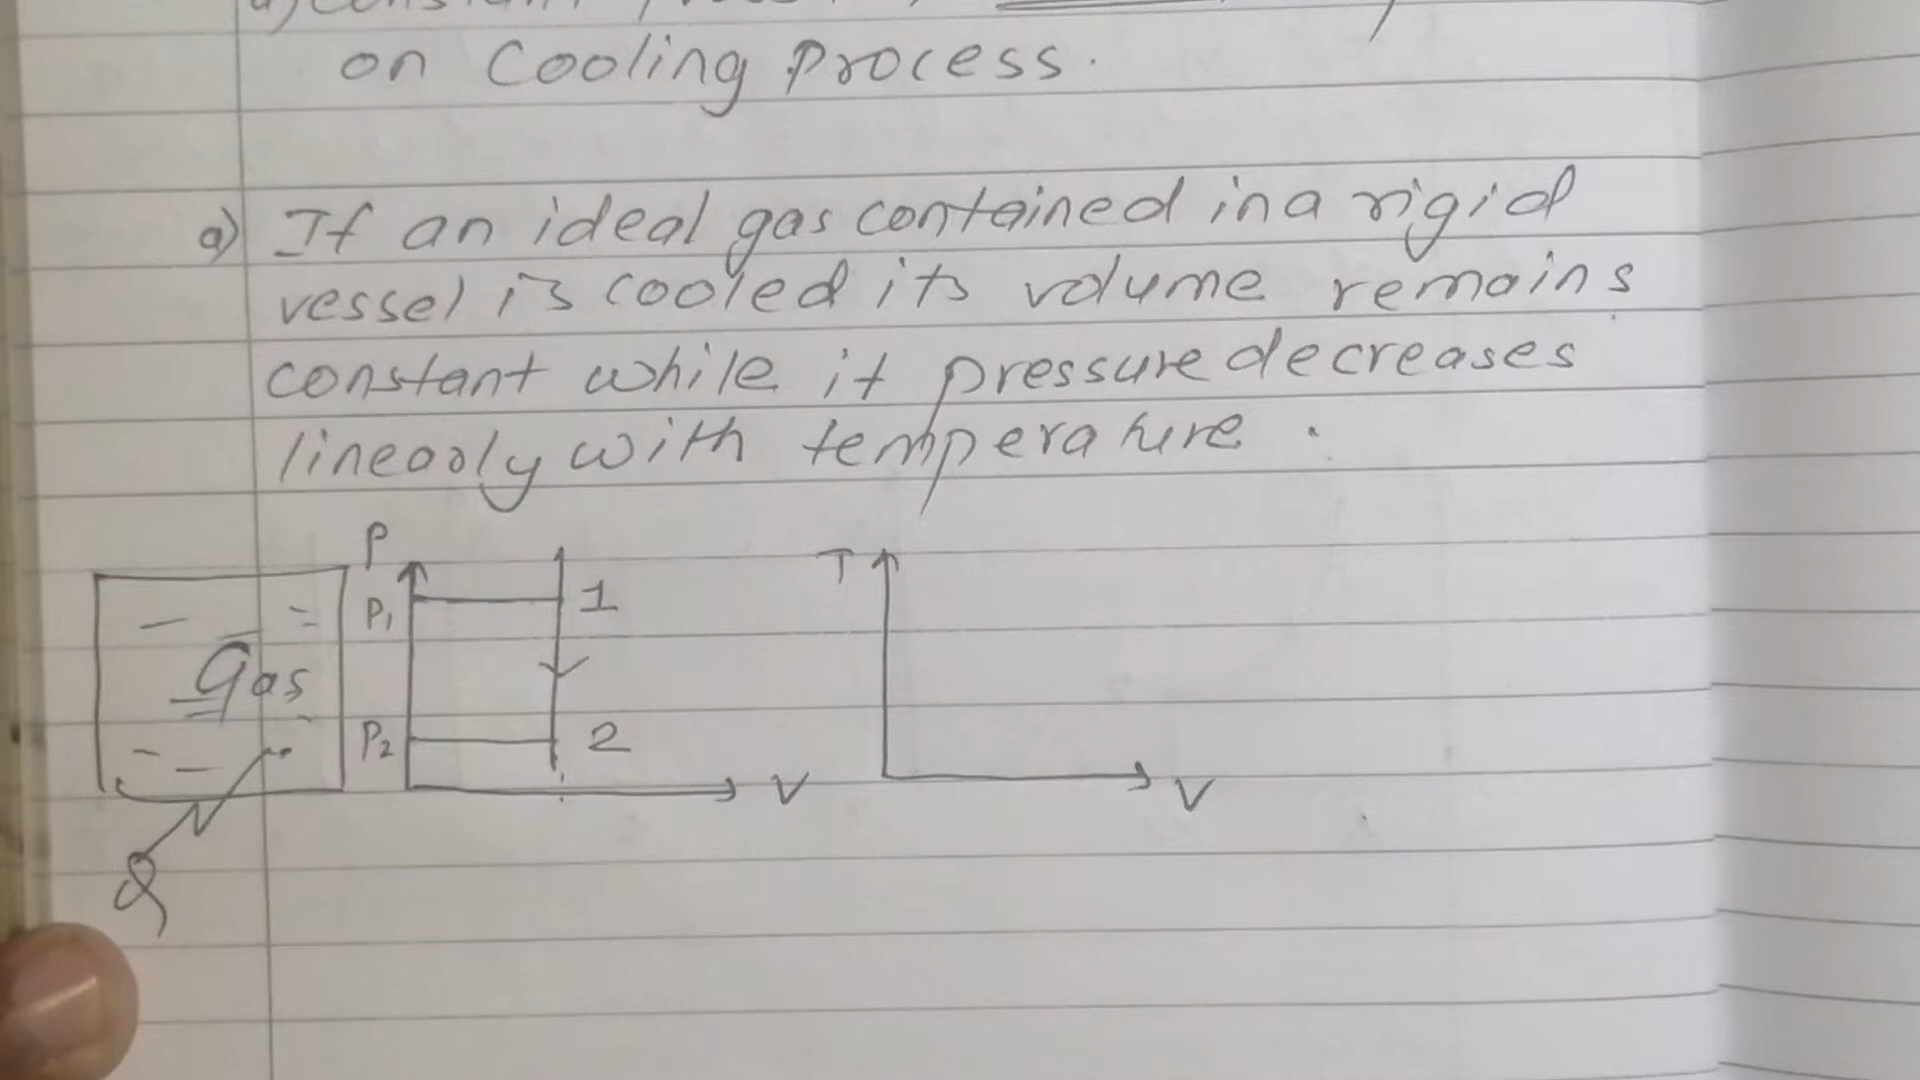 on Cooling Process.
a) If an ideal gas contained in a rigid
vessel is cooled its volume remains
constant while it pressure decreases
linearly with temperature.
P
P1
1
Gas
P2
2
V
T
V
Q